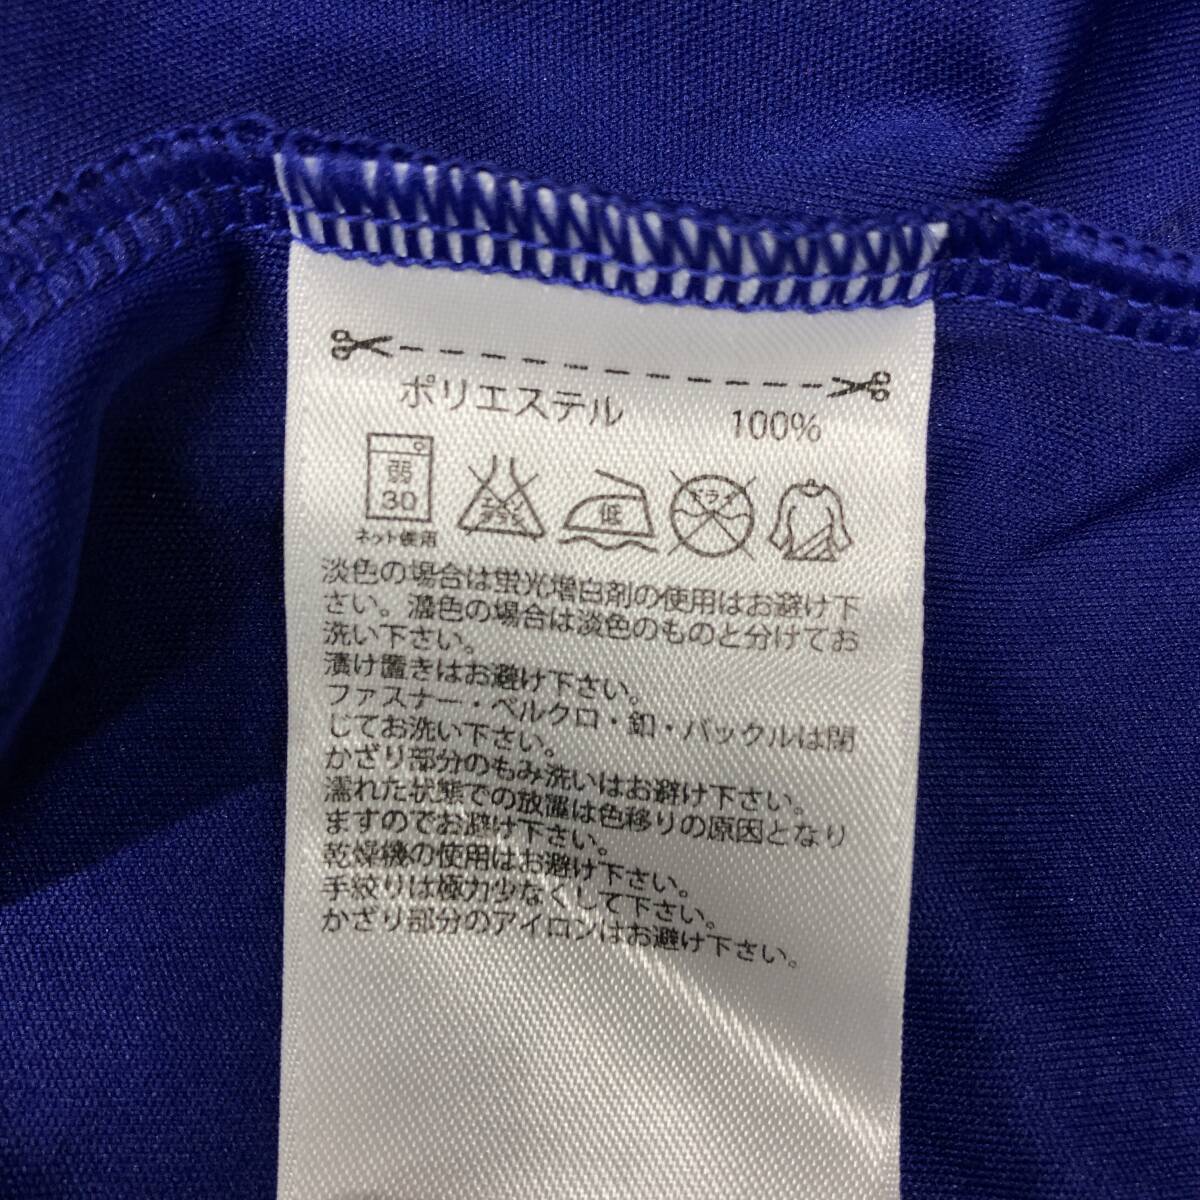 ポリエステル 100%
弱
30
ネット使用
エンソ
サラシ
低
ドライ
淡色の場合は蛍光増白剤の使用はお避け下
さい。濃色の場合は淡色のものと分けてお
洗い下さい。
漬け置きはお避け下さい。
ファスナー・ベルクロ・釦・バックルは閉
じてお洗い下さい。
かざり部分のもみ洗いはお避け下さい。
濡れた状態での放置は色移りの原因となり
ますのでお避け下さい。
乾燥機の使用はお避け下さい。
手絞りは極力少なくして下さい。
かざり部分のアイロンはお避け下さい。